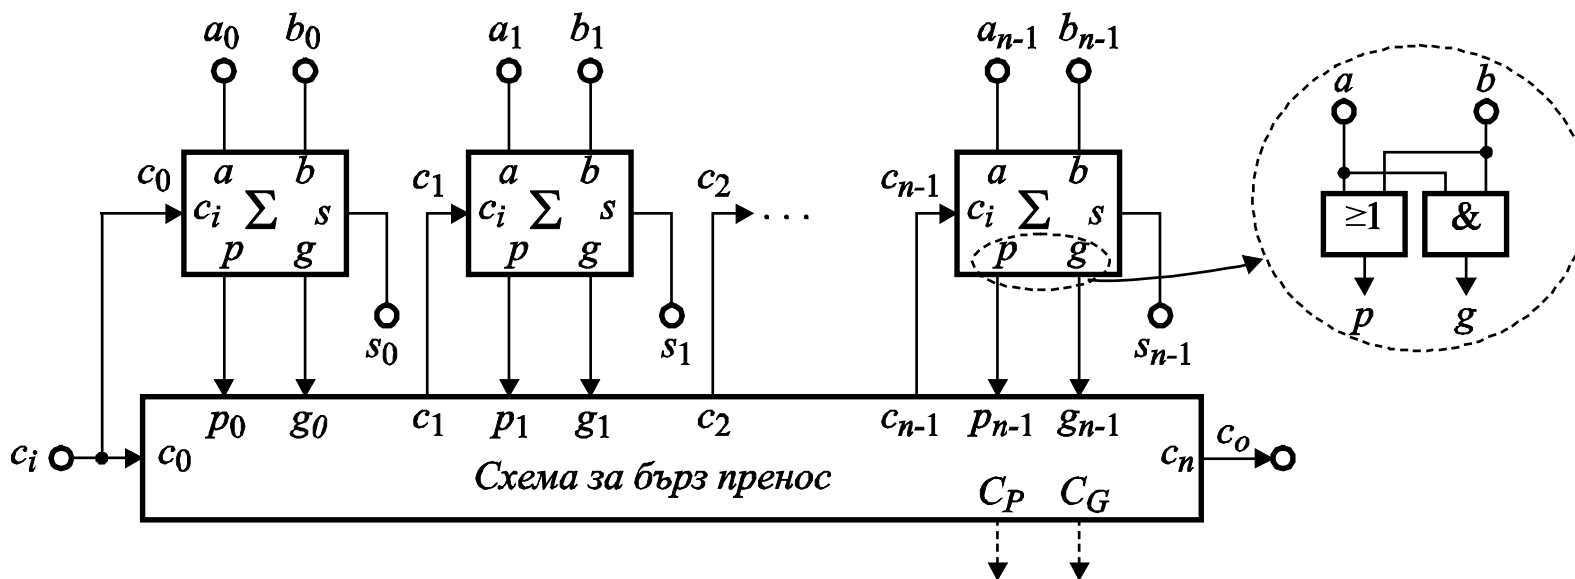 a0 b0 a1 b1 an-1 bn-1
a b
c0 a b c1 a b c2 cn-1 a b
ci Σ s ci Σ s . . . ci Σ s ≥1 &
p g p g p g
p g
s0 s1 sn-1
p0 g0 c1 p1 g1 c2 cn-1 pn-1 gn-1
ci c0 cn co
Схема за бърз пренос
CP CG